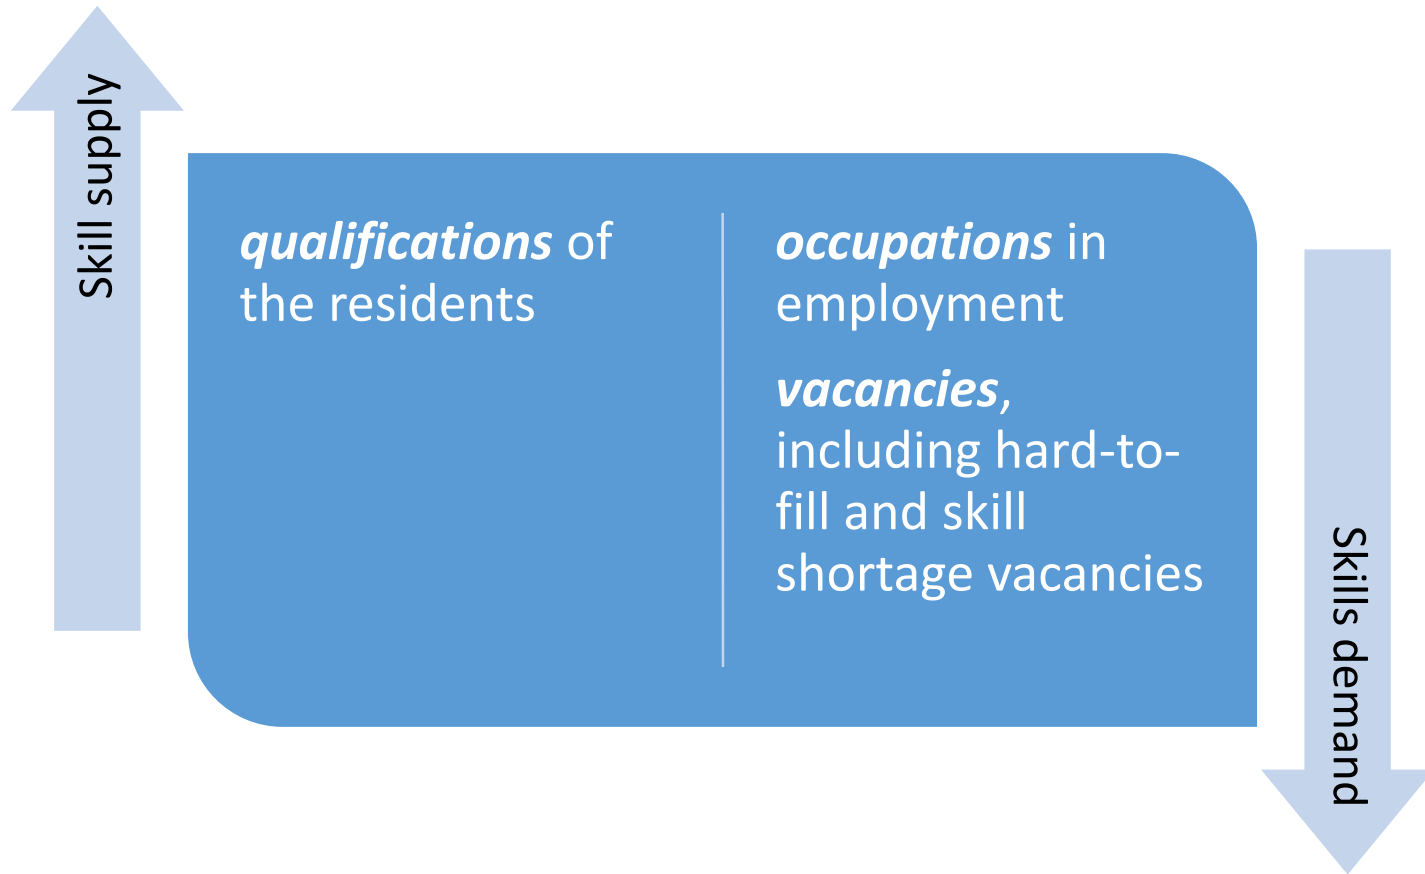 Skill supply
qualifications of
the residents
occupations in
employment
vacancies,
including hard-to-
fill and skill
shortage vacancies
Skills demand